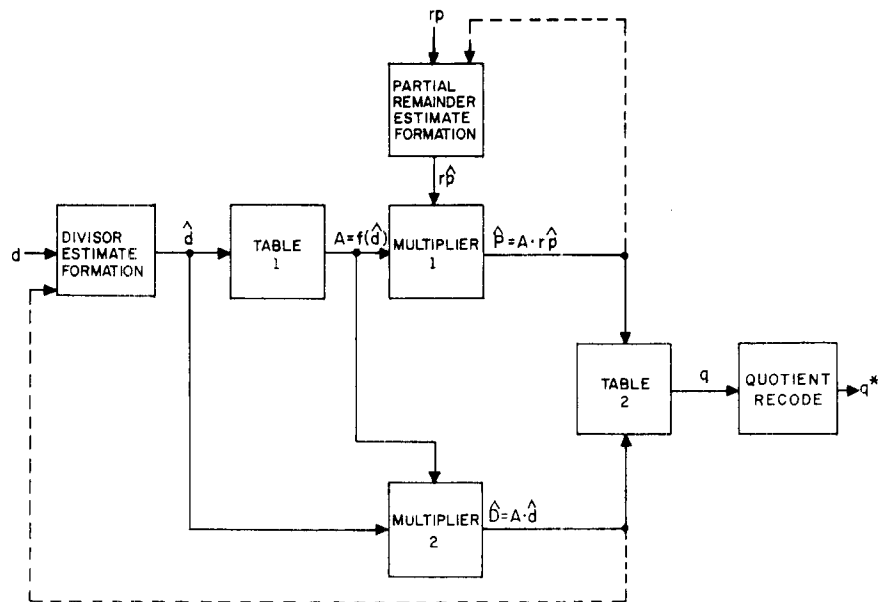 rp
PARTIAL
REMAINDER
ESTIMATE
FORMATION
rp̂
d
DIVISOR
ESTIMATE
FORMATION
d̂
TABLE
1
A=f(d̂)
MULTIPLIER
1
P̂=A·rp̂
TABLE
2
q
QUOTIENT
RECODE
q*
MULTIPLIER
2
D̂=A·d̂